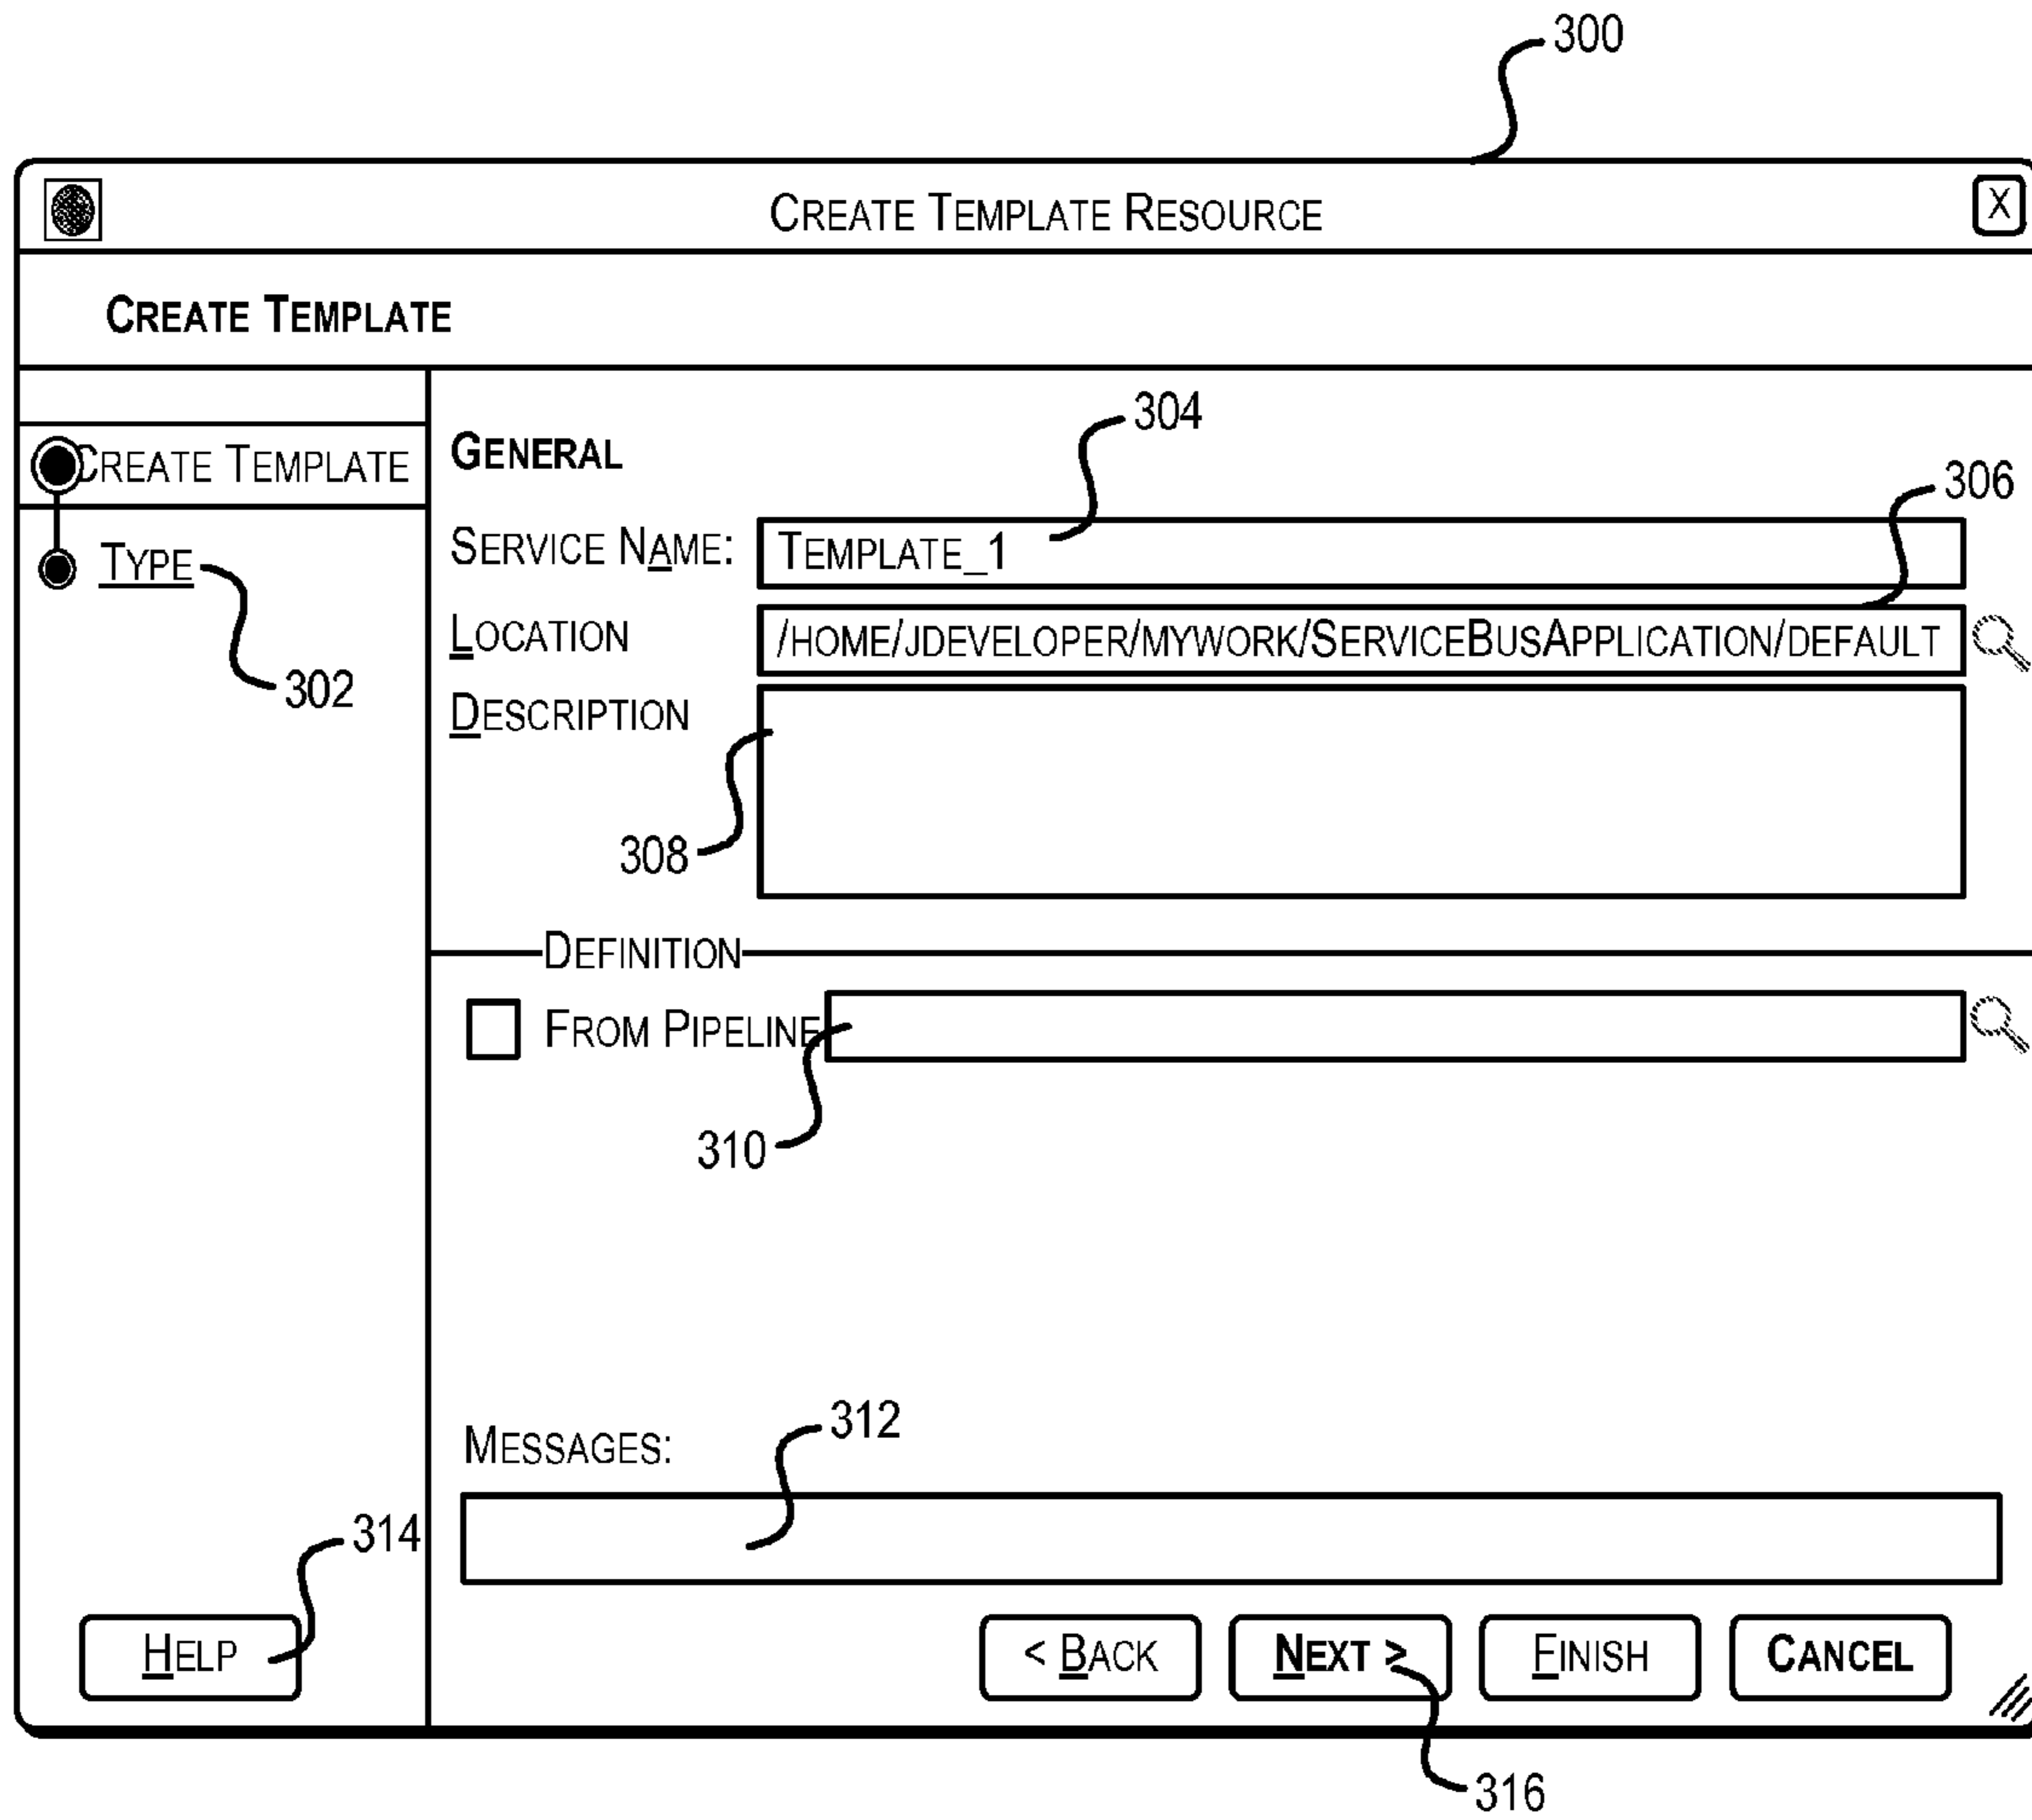 300
CREATE TEMPLATE RESOURCE X
CREATE TEMPLATE
CREATE TEMPLATE
TYPE
302
GENERAL
304
306
SERVICE NAME: TEMPLATE_1
LOCATION /HOME/JDEVELOPER/MYWORK/SERVICEBUSAPPLICATION/DEFAULT
DESCRIPTION
308
DEFINITION
FROM PIPELINE
310
MESSAGES:
312
314
HELP
< BACK NEXT > FINISH CANCEL
316